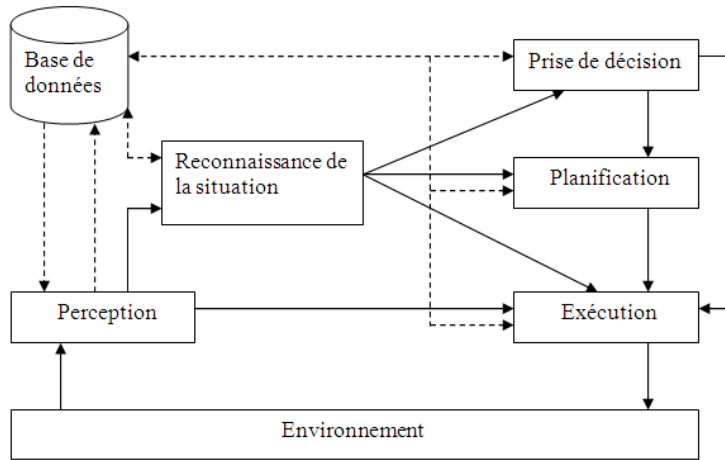 Base de
données
Prise de décision
Reconnaissance de
la situation
Planification
Perception
Exécution
Environnement